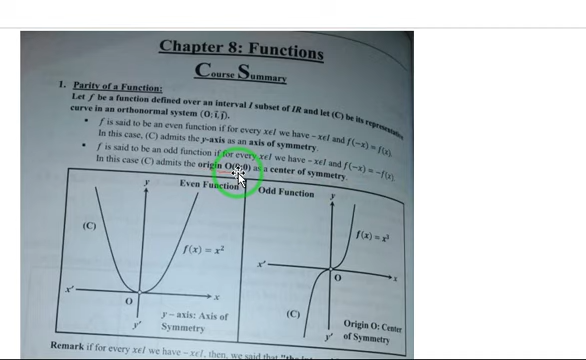 Chapter 8: Functions
Course Summary
1. Parity of a Function:
Let f be a function defined over an interval I subset of IR and let (C) be its representative
curve in an orthonormal system (O; i, j).
• f is said to be an even function if for every x∈I we have −x∈I and f(−x) = f(x).
In this case, (C) admits the y-axis as an axis of symmetry.
• f is said to be an odd function if for every x∈I we have −x∈I and f(−x) = −f(x).
In this case (C) admits the origin O(0;0) as a center of symmetry.
Even Function
Odd Function
y
(C)
f(x) = x²
x'
O
x
y'
y – axis: Axis of
Symmetry
y
f(x) = x³
x'
O
x
(C)
y'
Origin O: Center
of Symmetry
Remark if for every x∈I we have − x∈I, then, we said that